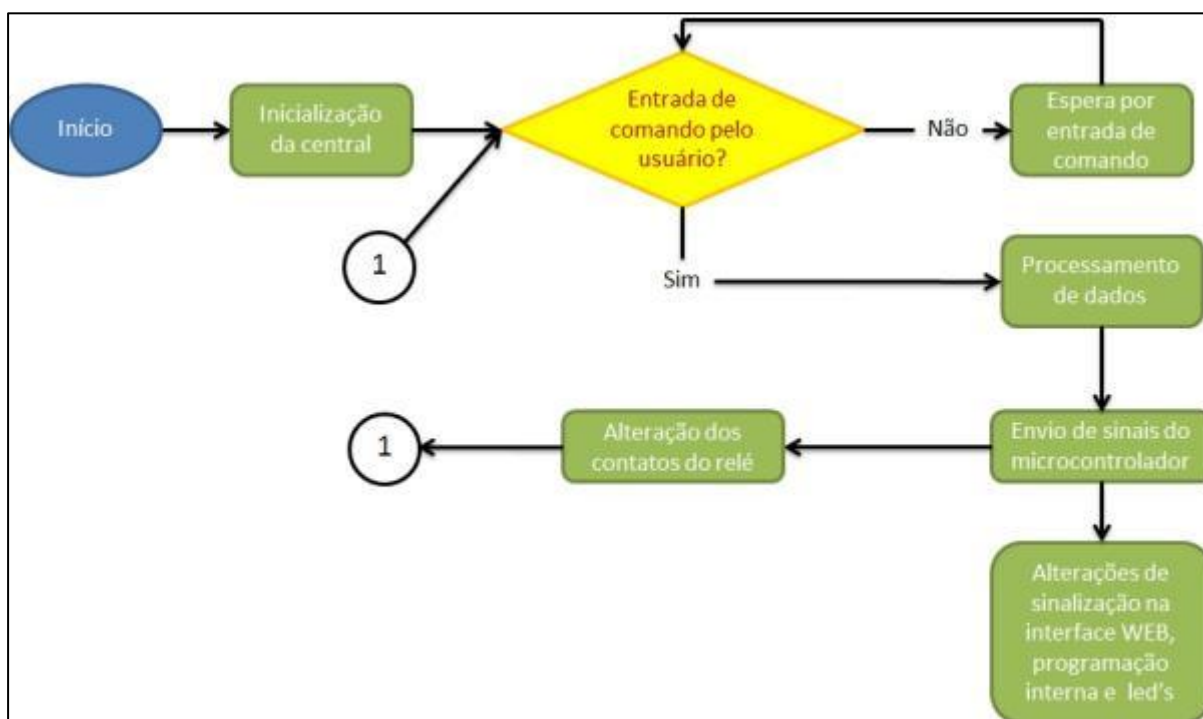 Início
Inicialização
da central
Entrada de
comando pelo
usuário?
Não
Espera por
entrada de
comando
1
Sim
Processamento
de dados
1
Alteração dos
contatos do relé
Envio de sinais do
microcontrolador
Alterações de
sinalização na
interface WEB,
programação
interna e led's